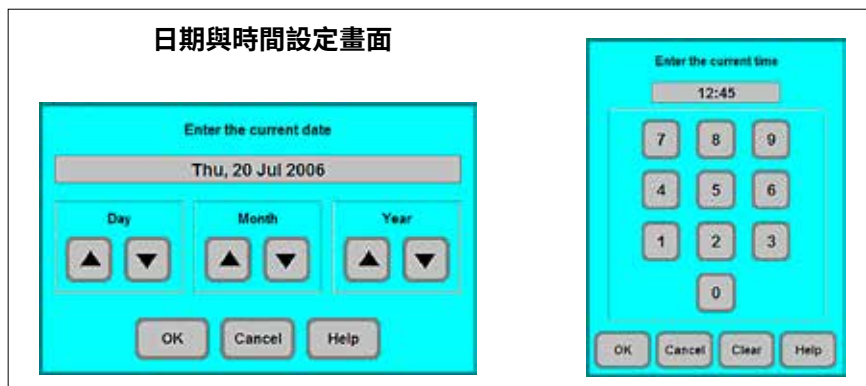 日期與時間設定畫面
Enter the current date
Thu, 20 Jul 2006
Day Month Year
OK Cancel Help
Enter the current time
12:45
7 8 9
4 5 6
1 2 3
0
OK Cancel Clear Help